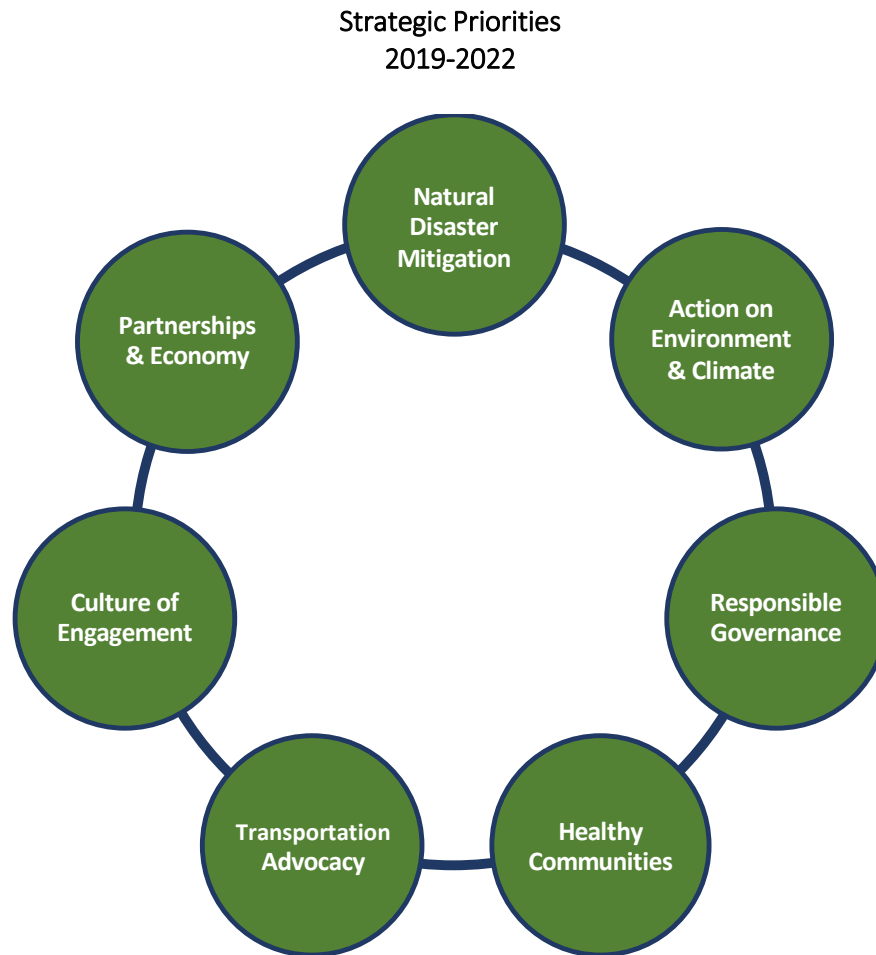 Strategic Priorities
2019-2022
Natural
Disaster
Mitigation
Action on
Environment
& Climate
Responsible
Governance
Healthy
Communities
Transportation
Advocacy
Culture of
Engagement
Partnerships
& Economy